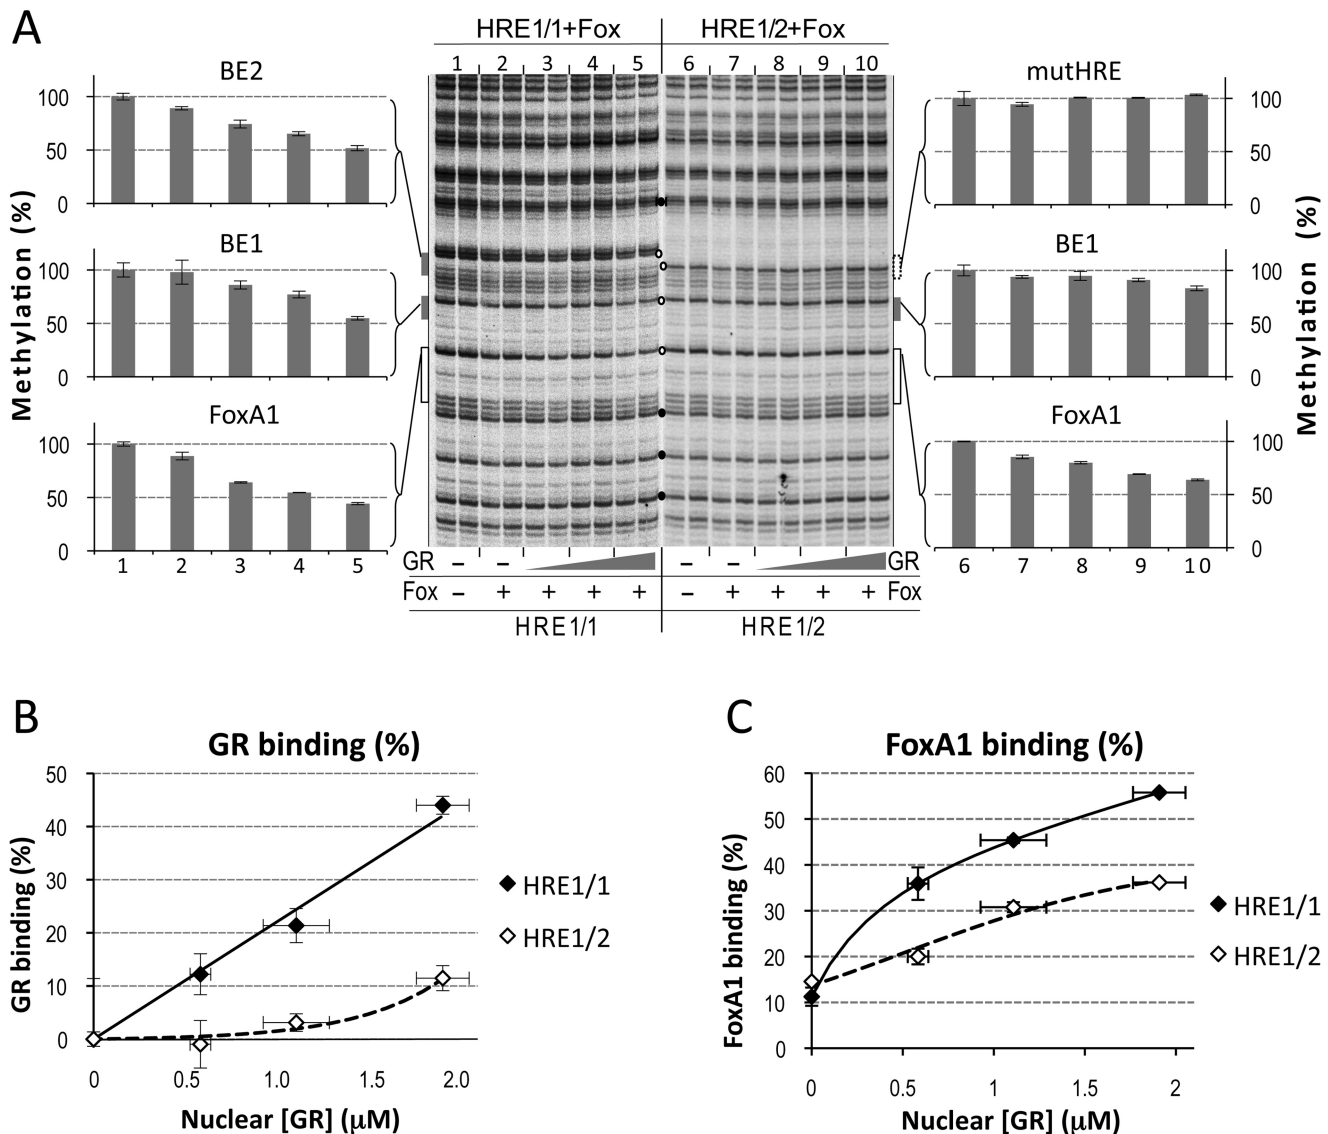 A
HRE1/1+Fox
HRE1/2+Fox
1 2 3 4 5 6 7 8 9 10
BE2
100
50
0
BE1
100
50
0
FoxA1
100
50
0
1 2 3 4 5
Methylation (%)
mutHRE
100
50
0
BE1
100
50
0
FoxA1
100
50
0
6 7 8 9 10
Methylation (%)
GR – – – – GR
Fox – + + + + – + + + + Fox
HRE1/1
HRE1/2
B
GR binding (%)
50
40
30
20
10
0
GR binding (%)
0 0.5 1.0 1.5 2.0
Nuclear [GR] (μM)
HRE1/1
HRE1/2
C
FoxA1 binding (%)
60
50
40
30
20
10
0
FoxA1 binding (%)
0 0.5 1 1.5 2
Nuclear [GR] (μM)
HRE1/1
HRE1/2